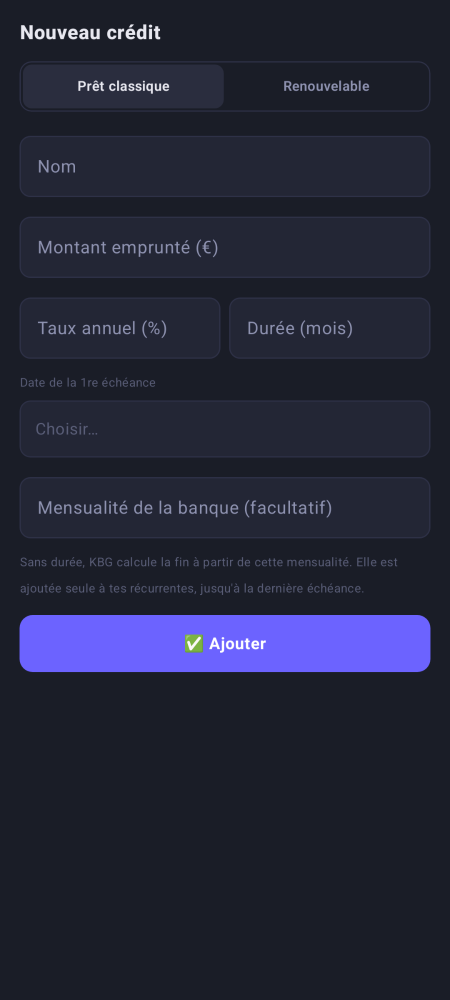 Nouveau crédit
Prêt classique
Renouvelable
Nom
Montant emprunté (€)
Taux annuel (%)
Durée (mois)
Date de la 1re échéance
Choisir…
Mensualité de la banque (facultatif)
Sans durée, KBG calcule la fin à partir de cette mensualité. Elle est
ajoutée seule à tes récurrentes, jusqu'à la dernière échéance.
✅ Ajouter